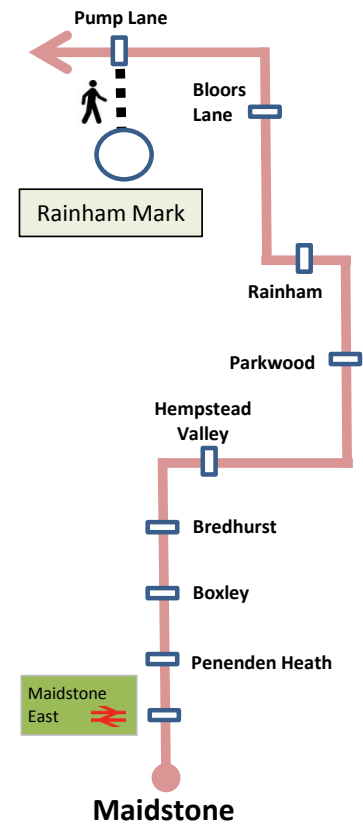 Pump Lane
Bloors
Lane
Rainham Mark
Rainham
Parkwood
Hempstead
Valley
Bredhurst
Boxley
Penenden Heath
Maidstone
East
Maidstone